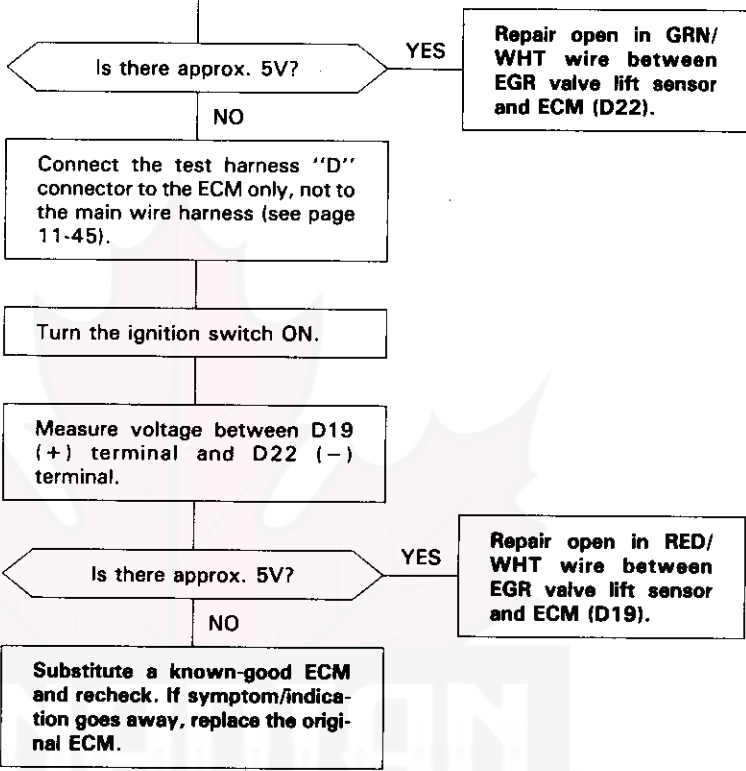 Is there approx. 5V?
YES
Repair open in GRN/
WHT wire between
EGR valve lift sensor
and ECM (D22).
NO
Connect the test harness "D"
connector to the ECM only, not to
the main wire harness (see page
11-45).
Turn the ignition switch ON.
Measure voltage between D19
(+) terminal and D22 (−)
terminal.
Is there approx. 5V?
YES
Repair open in RED/
WHT wire between
EGR valve lift sensor
and ECM (D19).
NO
Substitute a known-good ECM
and recheck. If symptom/indica-
tion goes away, replace the origi-
nal ECM.